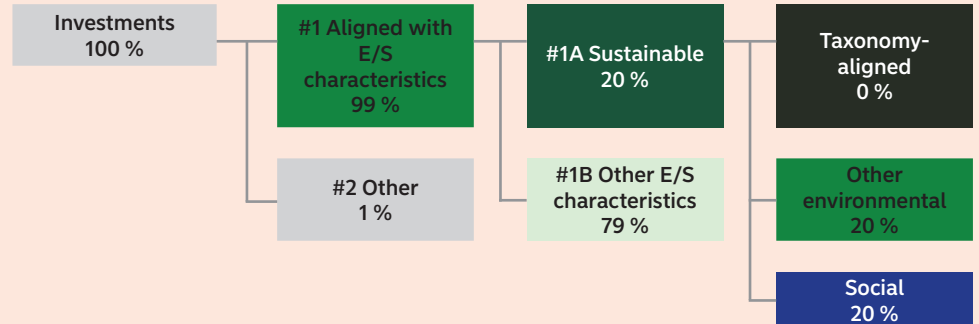 Investments
100 %
#1 Aligned with
E/S
characteristics
99 %
#2 Other
1 %
#1A Sustainable
20 %
#1B Other E/S
characteristics
79 %
Taxonomy-
aligned
0 %
Other
environmental
20 %
Social
20 %